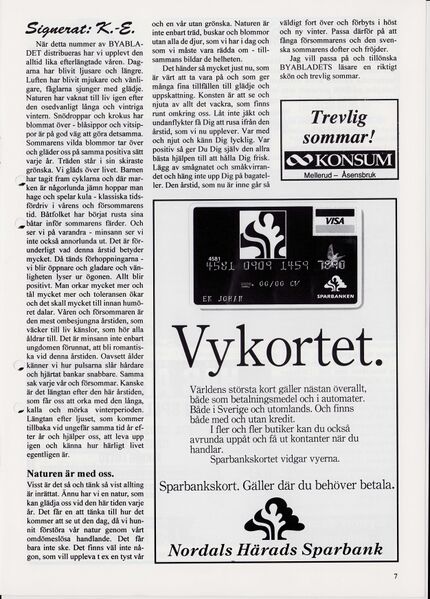 Signerat: K.-E.
När detta nummer av BYABLA-
DET distribueras har vi upplevt den
alltid lika efterlängtade våren. Dag-
arna har blivit ljusare och längre.
Luften har blivit mjukare och vänli-
gare, fåglarna sjunger med glädje.
Naturen har vaknat till liv igen efter
den osedvanligt långa och vintriga
vintern. Snödroppar och krokus har
blommat över - blåsippor och vitsip-
por är på god väg att göra detsamma.
Sommarens vilda blommor tar över
och gläder oss på samma positiva sätt
varje år. Träden står i sin skiraste
grönska. Vi gläds över livet. Barnen
har tagit fram cyklarna och där mar-
ken är någorlunda jämn hoppar man
hage och spelar kula - klassiska tids-
fördriv i vårens och försommarens
tid. Båtfolket har börjat rusta sina
båtar inför sommarens färder. Och
ser vi på varandra - minsann ser vi
inte också annorlunda ut. Det är för-
underligt vad denna årstid betyder
mycket. Då tänds förhoppningarna -
vi blir öppnare och gladare och vän-
ligheten lyser ur ögonen. Allt blir
positivt. Man orkar mycket mer och
tål mycket mer och toleransen ökar
och det skall mycket till innan humö-
ret dalar. Våren och försommaren är
den mest ombesjungna årstiden, som
väcker till liv känslor, som hör alla
åldrar till. Det är minsann inte enbart
ungdomen förunnat, att bli romantis-
ka vid denna årstiden. Oavsett ålder
känner vi hur pulsarna slår hårdare
och hjärtat bankar snabbare. Samma
sak varje vår och försommar. Kanske
är det längtan efter den här årstiden,
som får oss att orka med den långa,
kalla och mörka vinterperioden.
Längtan efter ljuset, som kommer
tillbaka vid ungefär samma tid år ef-
ter år och hjälper oss, att leva upp
igen och känna hur härligt livet
egentligen är.
Naturen är med oss.
Visst är det så och tänk så vist allting
är inrättat. Ännu har vi en natur, som
kan glädja oss vid den här tiden varje
år. Det får en att tänka till hur det
kommer att se ut den dag, då vi hun-
nit förstöra vår natur genom vårt
omdömeslösa handlande. Det får
bara inte ske. Det finns väl inte nå-
gon, som vill uppleva t ex en tyst vår
och en vår utan grönska. Naturen är
inte enbart träd, buskar och blommor
utan alla de djur, som vi har i dag och
som vi måste vara rädda om - till-
sammans bildar de helheten.
Det händer så mycket just nu, som
är värt att ta vara på och som ger
många fina tillfällen till glädje och
uppskattning. Konsten är att se och
njuta av allt det vackra, som finns
runt omkring oss. Låt inte jäkt och
undanflykter få Dig att rusa ifrån den
årstid, som vi nu upplever. Var med
och njut och känn Dig lycklig. Var
positiv så ger Du Dig själv den allra
bästa hjälpen till att hålla Dig frisk.
Lägg av smågnatet och småkvirran-
det och häng inte upp Dig på bagatel-
ler. Den årstid, som nu är inne går så
väldigt fort över och förbyts i höst
och ny vinter. Passa därför på att
fånga försommarens och den sven-
ska sommarens dofter och fröjder.
Jag vill passa på och tillönska
BYABLADETS läsare en riktigt
skön och trevlig sommar.
Trevlig
sommar!
KONSUM
Mellerud – Åsensbruk
VISA
4581
4581 0909 1459 7890
00/00 CV
EK JOHAN
SPARBANKEN
Vykortet.
Världens största kort gäller nästan överallt,
både som betalningsmedel och i automater.
Både i Sverige och utomlands. Och finns
både med och utan kredit.
I fler och fler butiker kan du också
avrunda uppåt och få ut kontanter när du
handlar.
Sparbankskortet vidgar vyerna.
Sparbankskort. Gäller där du behöver betala.
Nordals Härads Sparbank
7